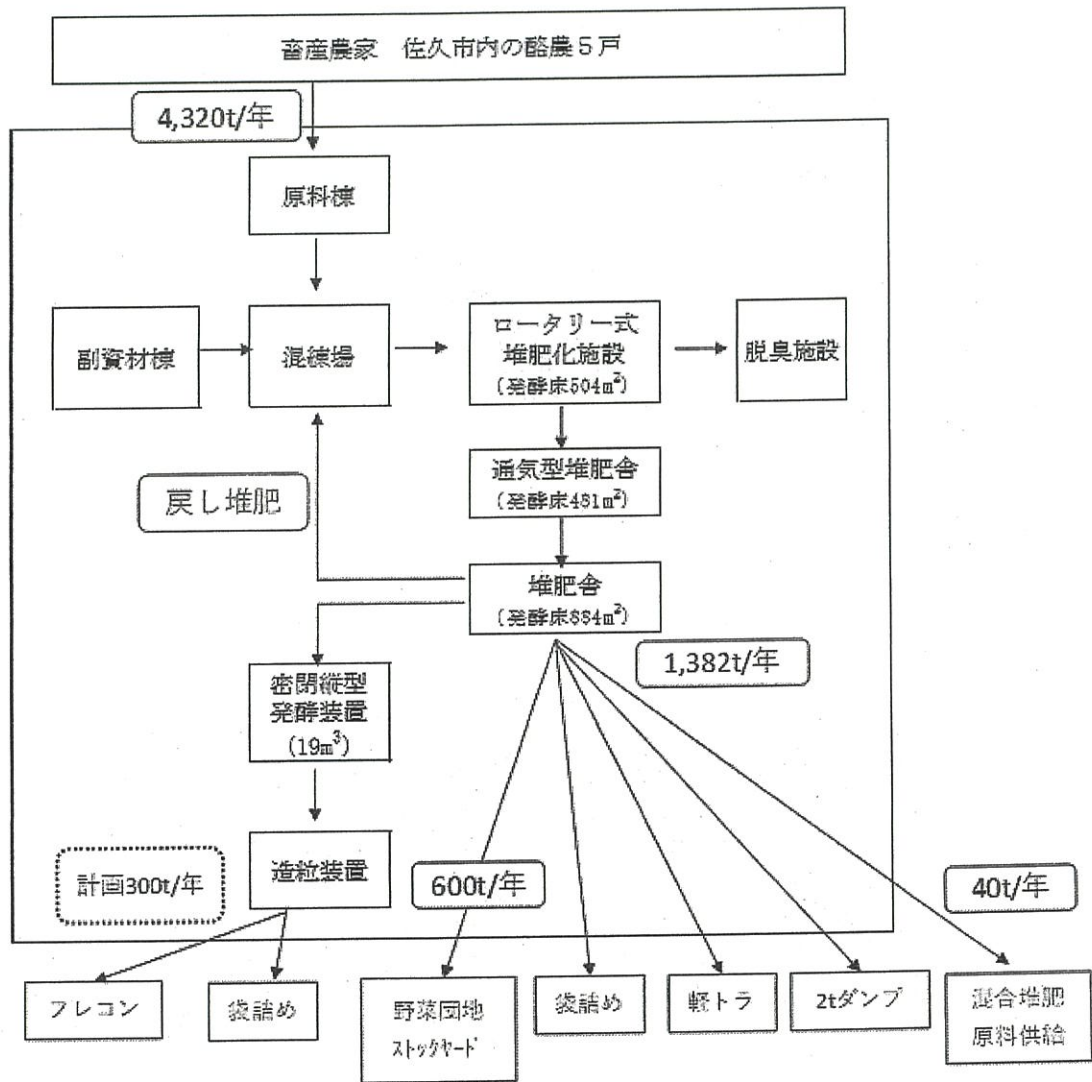 畜産農家 佐久市内の酪農5戸
4,320t/年
原料棟
副資材棟
混練場
ロータリー式
堆肥化施設
(発酵床504m²)
脱臭施設
通気型堆肥舎
(発酵床481m²)
戻し堆肥
堆肥舎
(発酵床884m²)
1,382t/年
密閉縦型
発酵装置
(19m³)
造粒装置
計画300t/年
600t/年
40t/年
フレコン
袋詰め
野菜団地
ストックヤード
袋詰め
軽トラ
2tダンプ
混合堆肥
原料供給